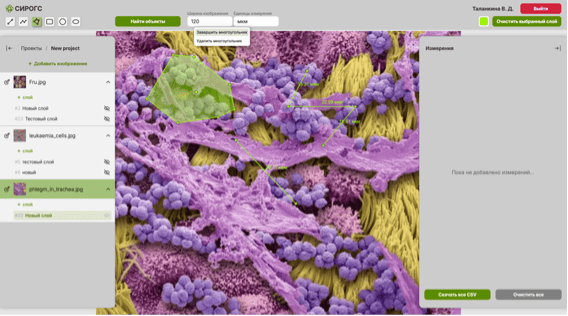 СИРОГС
Найти объекты
Ширина изображения
120
Единицы измерения
мкм
Талаикина В. Д.
Выйти
Очистить выбранный слой
Завершить многоугольник
Удалить многоугольник
Проекты / New project
+ Добавить изображение
Fru.jpg
+ слой
Новый слой
Тестовый слой
leukaemia_cells.jpg
+ слой
тестовый слой
новый
phlegm_in_trachea.jpg
+ слой
Новый слой
Измерения
Пока не добавлено измерений...
Скачать все CSV
Очистить все